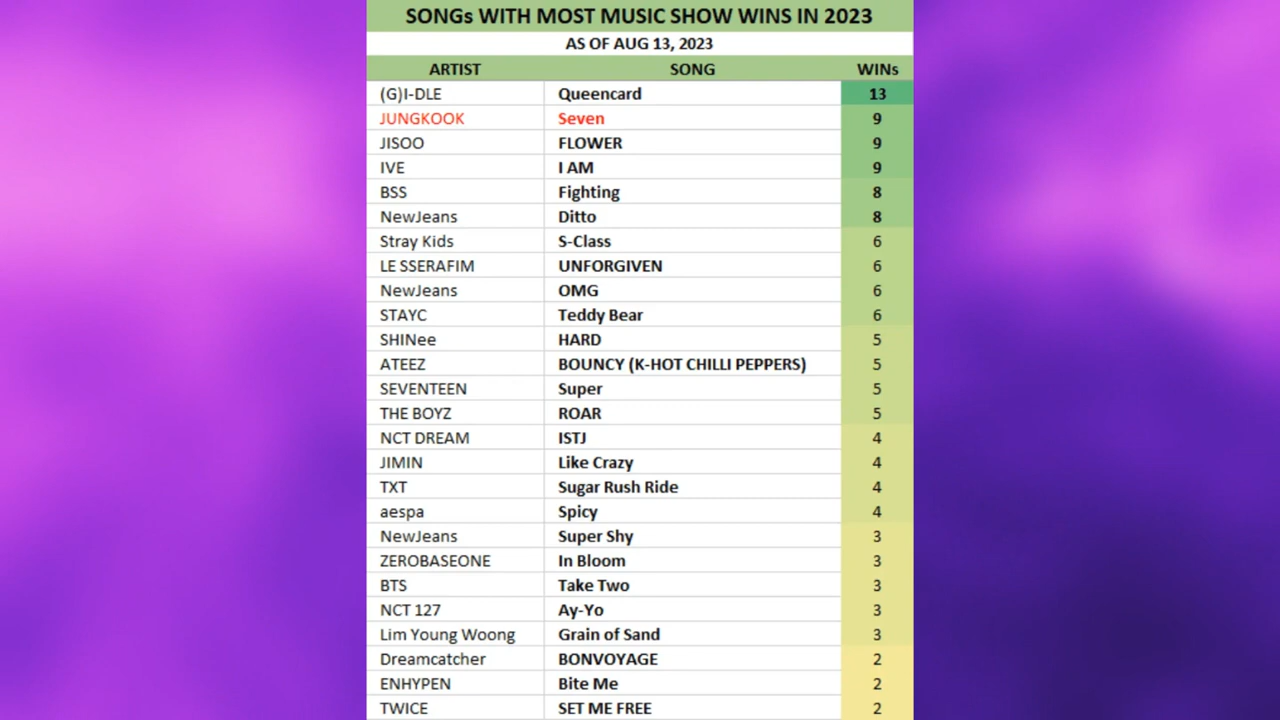 SONGs WITH MOST MUSIC SHOW WINS IN 2023
AS OF AUG 13, 2023
ARTIST SONG WINs
(G)I-DLE Queencard 13
JUNGKOOK Seven 9
JISOO FLOWER 9
IVE I AM 9
BSS Fighting 8
NewJeans Ditto 8
Stray Kids S-Class 6
LE SSERAFIM UNFORGIVEN 6
NewJeans OMG 6
STAYC Teddy Bear 6
SHINee HARD 5
ATEEZ BOUNCY (K-HOT CHILLI PEPPERS) 5
SEVENTEEN Super 5
THE BOYZ ROAR 5
NCT DREAM ISTJ 4
JIMIN Like Crazy 4
TXT Sugar Rush Ride 4
aespa Spicy 4
NewJeans Super Shy 3
ZEROBASEONE In Bloom 3
BTS Take Two 3
NCT 127 Ay-Yo 3
Lim Young Woong Grain of Sand 3
Dreamcatcher BONVOYAGE 2
ENHYPEN Bite Me 2
TWICE SET ME FREE 2